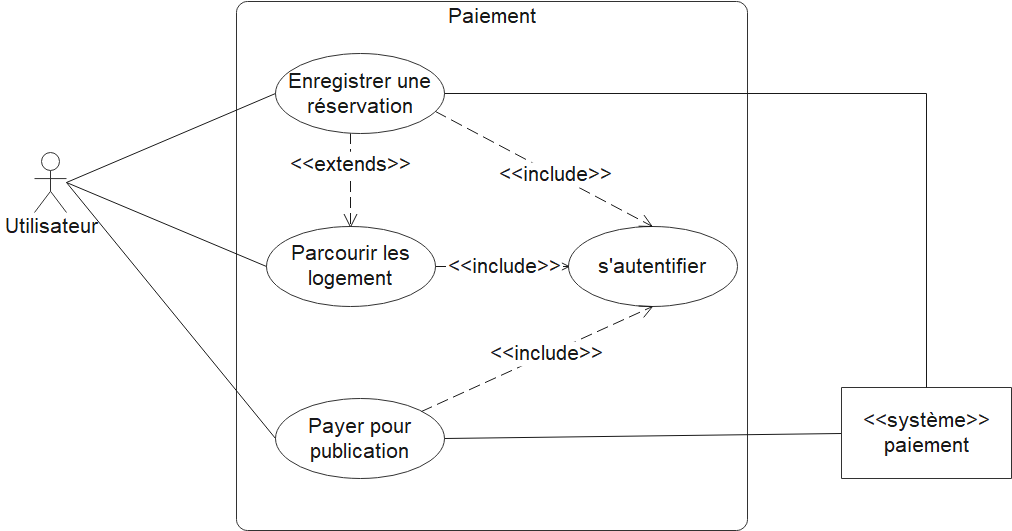 Paiement
Enregistrer une
réservation
<<extends>>
<<include>>
Utilisateur
Parcourir les
logement
<<include>>
s'autentifier
<<include>>
Payer pour
publication
<<système>>
paiement